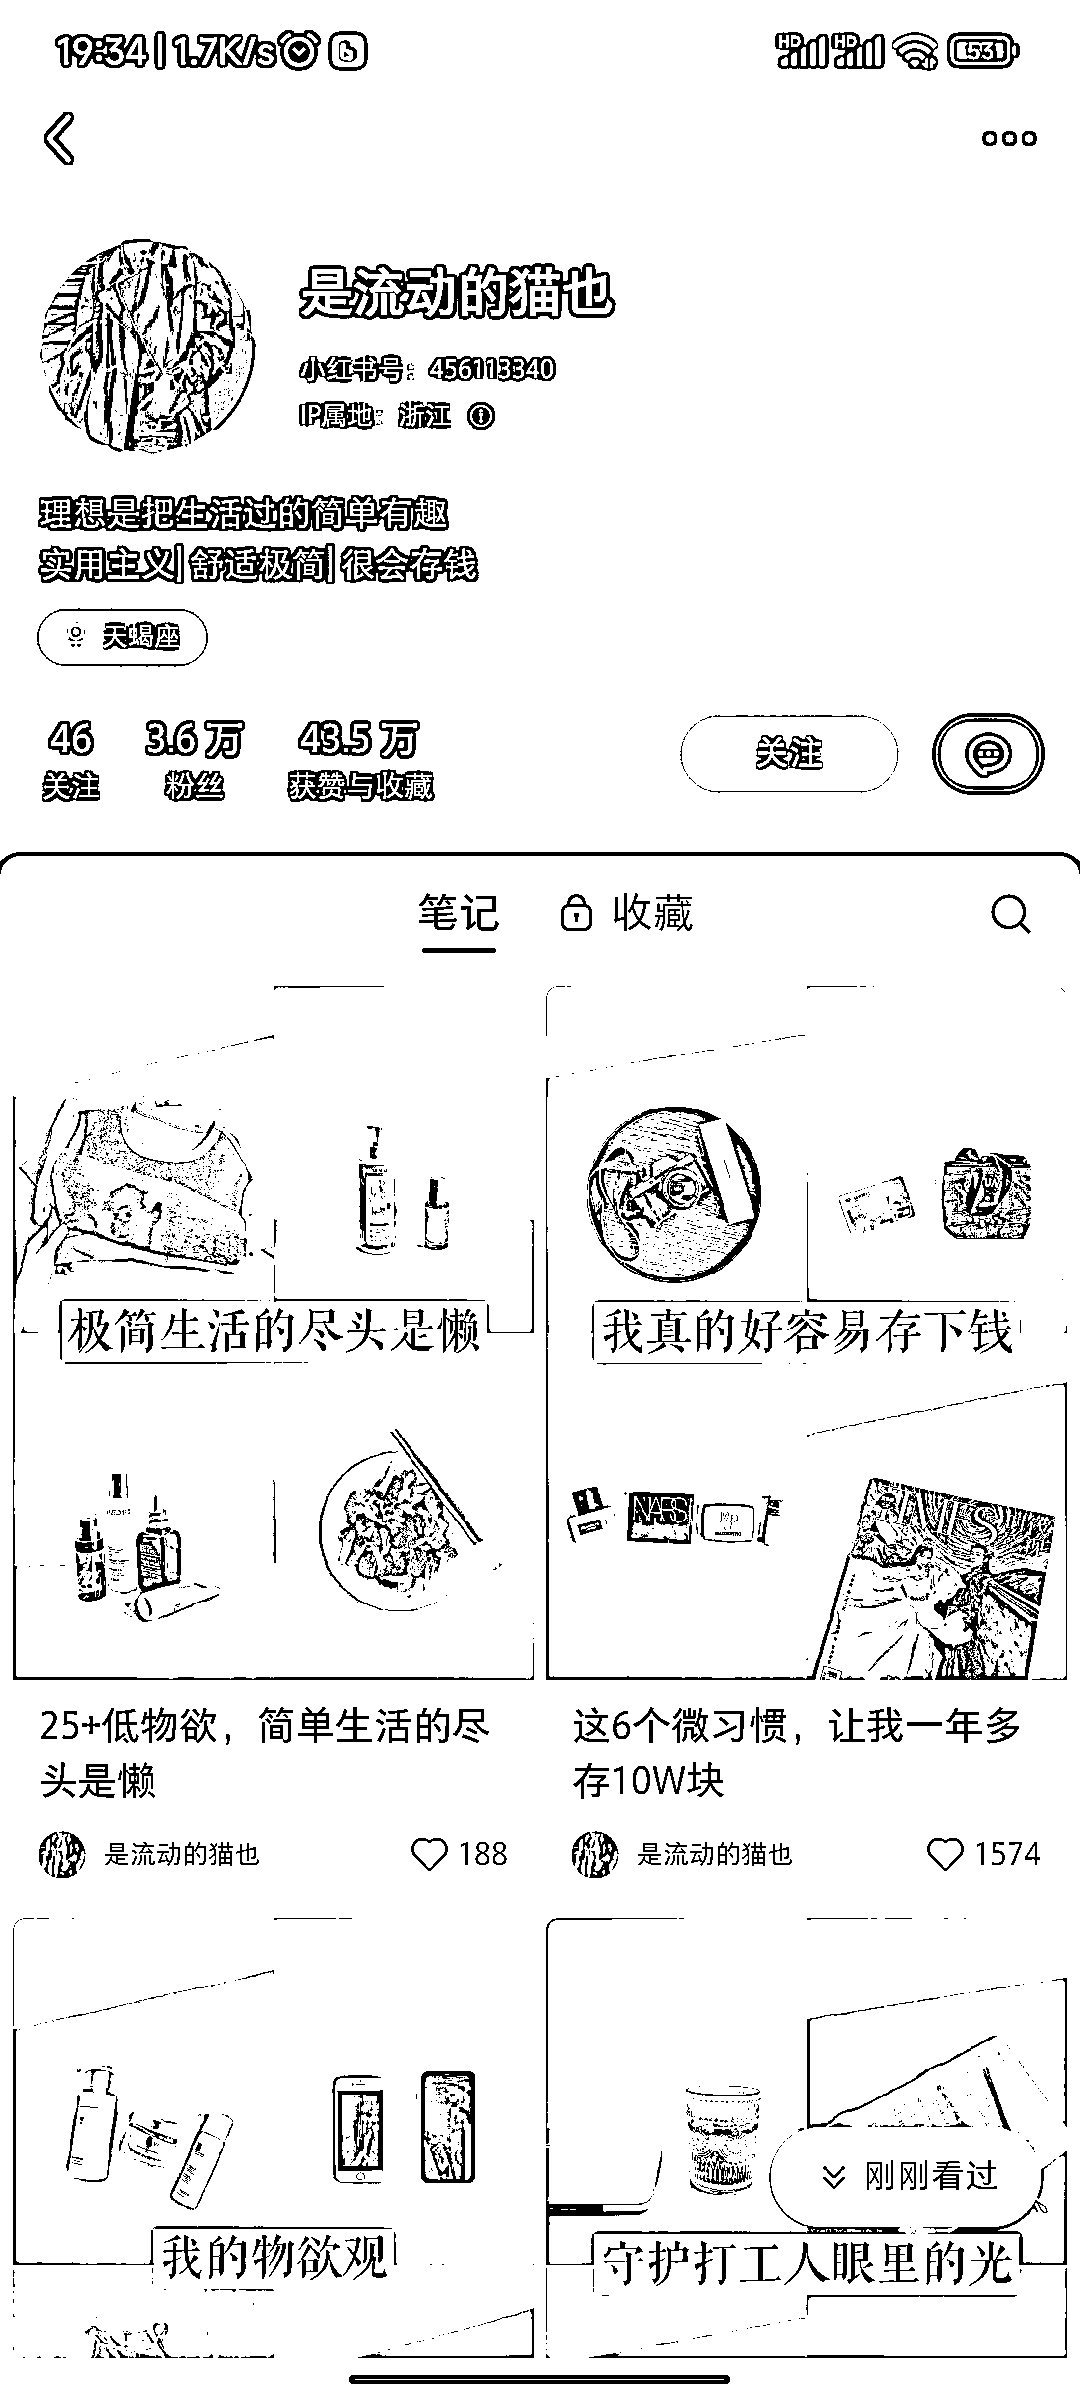 19:34 | 1.7K/s
HD HD 53
是流动的猫也
小红书号：456113340
IP属地：浙江
理想是把生活过的简单有趣
实用主义| 舒适极简| 很会存钱
天蝎座
46 3.6万 43.5万
关注 粉丝 获赞与收藏
关注
笔记 收藏
极简生活的尽头是懒
我真的好容易存下钱
NARS
25+低物欲，简单生活的尽
头是懒
是流动的猫也 188
这6个微习惯，让我一年多
存10W块
是流动的猫也 1574
刚刚看过
我的物欲观
守护打工人眼里的光